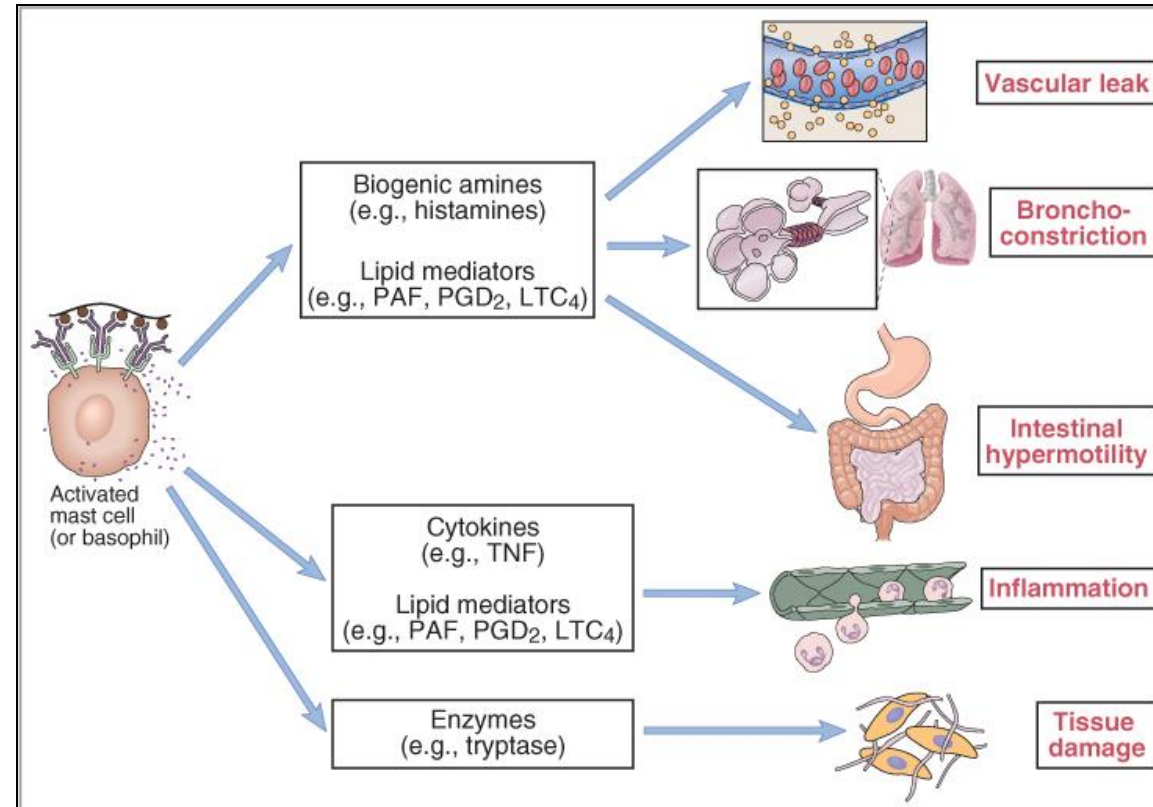 Vascular leak
Biogenic amines
(e.g., histamines)
Lipid mediators
(e.g., PAF, PGD₂, LTC₄)
Broncho-
constriction
Activated
mast cell
(or basophil)
Intestinal
hypermotility
Cytokines
(e.g., TNF)
Lipid mediators
(e.g., PAF, PGD₂, LTC₄)
Inflammation
Enzymes
(e.g., tryptase)
Tissue
damage